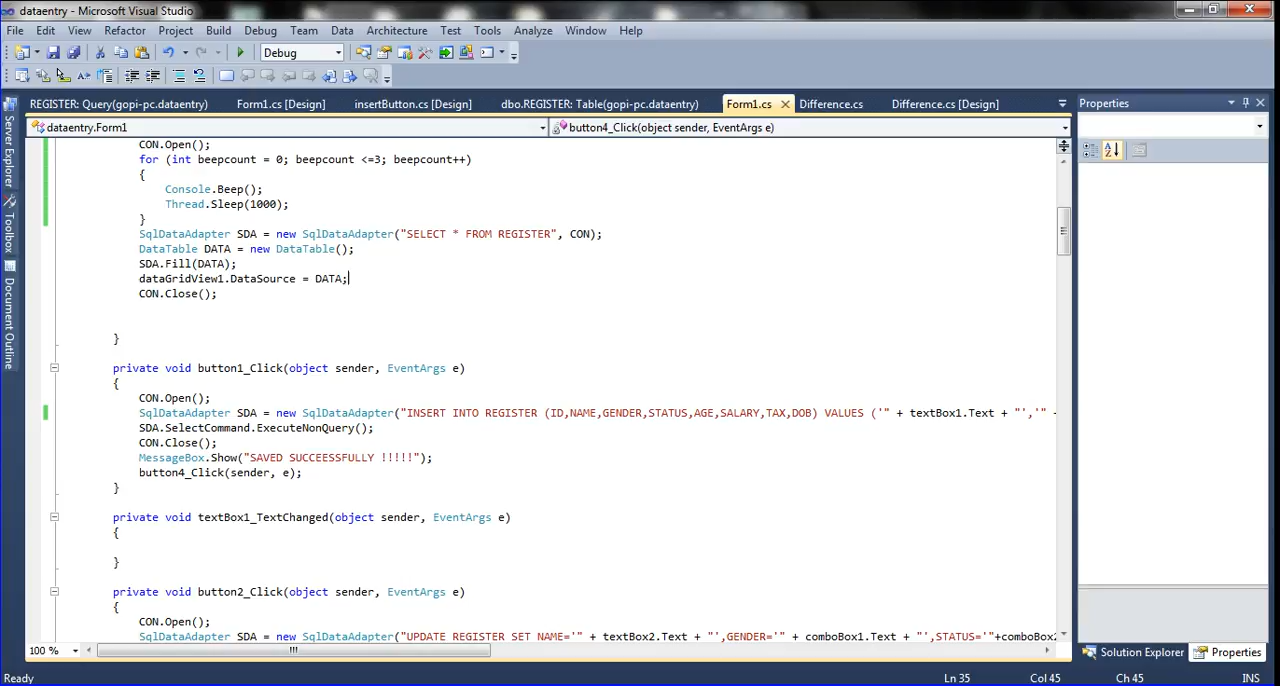 dataentry - Microsoft Visual Studio
File Edit View Refactor Project Build Debug Team Data Architecture Test Tools Analyze Window Help
Debug
REGISTER: Query(gopi-pc.dataentry) Form1.cs [Design] insertButton.cs [Design] dbo.REGISTER: Table(gopi-pc.dataentry) Form1.cs Difference.cs Difference.cs [Design] Properties
dataentry.Form1 button4_Click(object sender, EventArgs e)
Server Explorer
Toolbox
Document Outline
CON.Open();
for (int beepcount = 0; beepcount <=3; beepcount++)
{
Console.Beep();
Thread.Sleep(1000);
}
SqlDataAdapter SDA = new SqlDataAdapter("SELECT * FROM REGISTER", CON);
DataTable DATA = new DataTable();
SDA.Fill(DATA);
dataGridView1.DataSource = DATA;
CON.Close();
}
private void button1_Click(object sender, EventArgs e)
{
CON.Open();
SqlDataAdapter SDA = new SqlDataAdapter("INSERT INTO REGISTER (ID,NAME,GENDER,STATUS,AGE,SALARY,TAX,DOB) VALUES ('" + textBox1.Text + "','" +
SDA.SelectCommand.ExecuteNonQuery();
CON.Close();
MessageBox.Show("SAVED SUCCEESSFULLY !!!!!");
button4_Click(sender, e);
}
private void textBox1_TextChanged(object sender, EventArgs e)
{
}
private void button2_Click(object sender, EventArgs e)
{
CON.Open();
SqlDataAdapter SDA = new SqlDataAdapter("UPDATE REGISTER SET NAME='" + textBox2.Text + "',GENDER='" + comboBox1.Text + "',STATUS='"+comboBox2
100 %
Solution Explorer Properties
Ready Ln 35 Col 45 Ch 45 INS